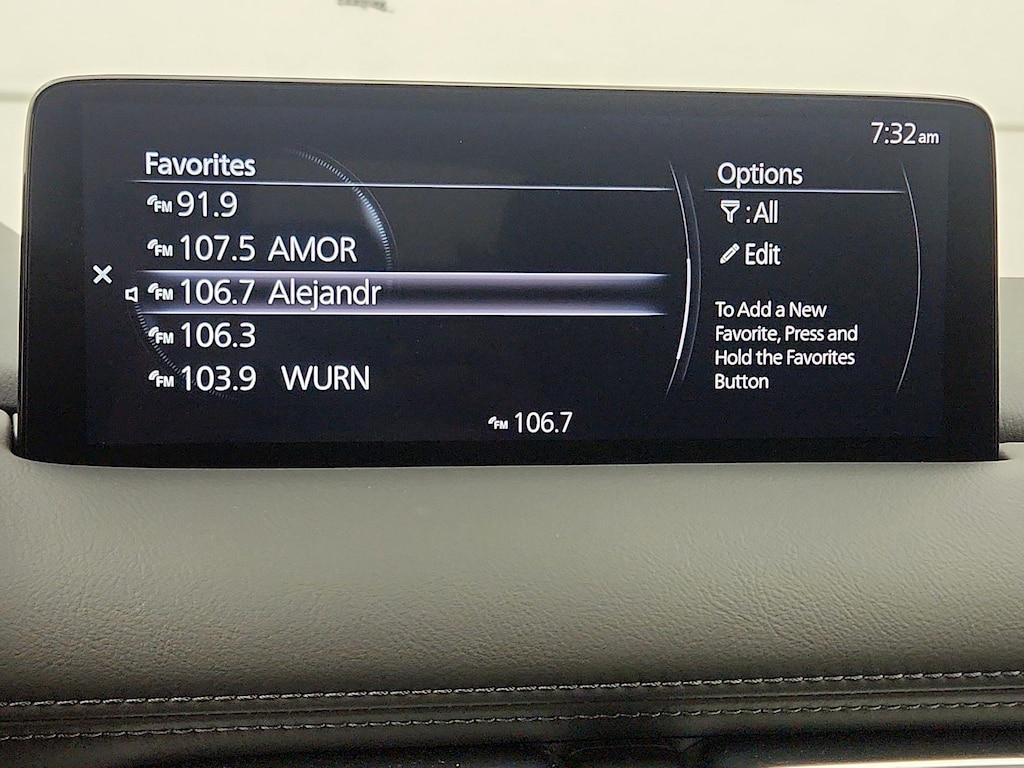 7:32am
Favorites
FM 91.9
FM 107.5 AMOR
FM 106.7 Alejandr
FM 106.3
FM 103.9 WURN
FM 106.7
Options
: All
Edit
To Add a New
Favorite, Press and
Hold the Favorites
Button